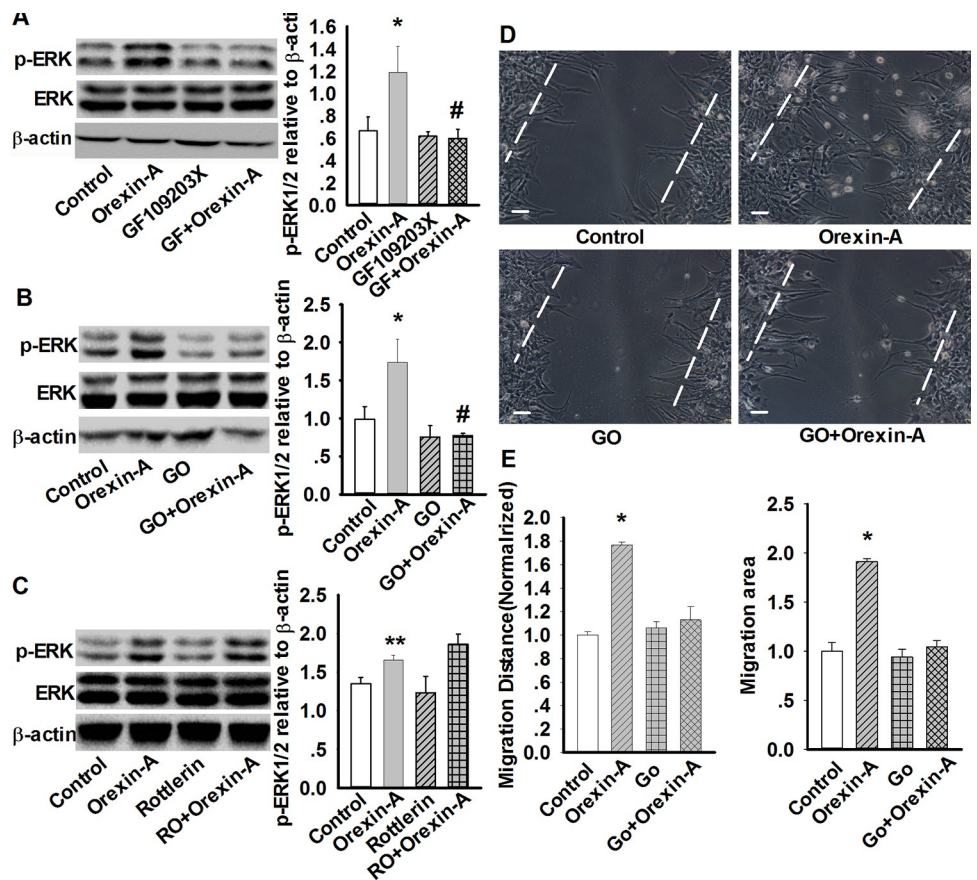 A
p-ERK
ERK
β-actin
Control
Orexin-A
GF109203X
GF+Orexin-A
p-ERK1/2 relative to β-actin
1.6
1.4
1.2
1.0
.8
.6
.4
.2
0.0
*
#
Control
Orexin-A
GF109203X
GF+Orexin-A
B
p-ERK
ERK
β-actin
Control
Orexin-A
GO
GO+Orexin-A
p-ERK1/2 relative to β-actin
2.5
2.0
1.5
1.0
.5
0.0
*
#
Control
Orexin-A
GO
GO+Orexin-A
C
p-ERK
ERK
β-actin
Control
Orexin-A
Rottlerin
RO+Orexin-A
p-ERK1/2 relative to β-actin
2.5
2.0
1.5
1.0
.5
0.0
**
Control
Orexin-A
Rottlerin
RO+Orexin-A
D
Control
Orexin-A
GO
GO+Orexin-A
E
Migration Distance(Normalrized)
2.0
1.8
1.6
1.4
1.2
1.0
.8
.6
.4
.2
0.0
*
Control
Orexin-A
Go
Go+Orexin-A
Migration area
2.5
2.0
1.5
1.0
.5
0.0
*
Control
Orexin-A
Go
Go+Orexin-A